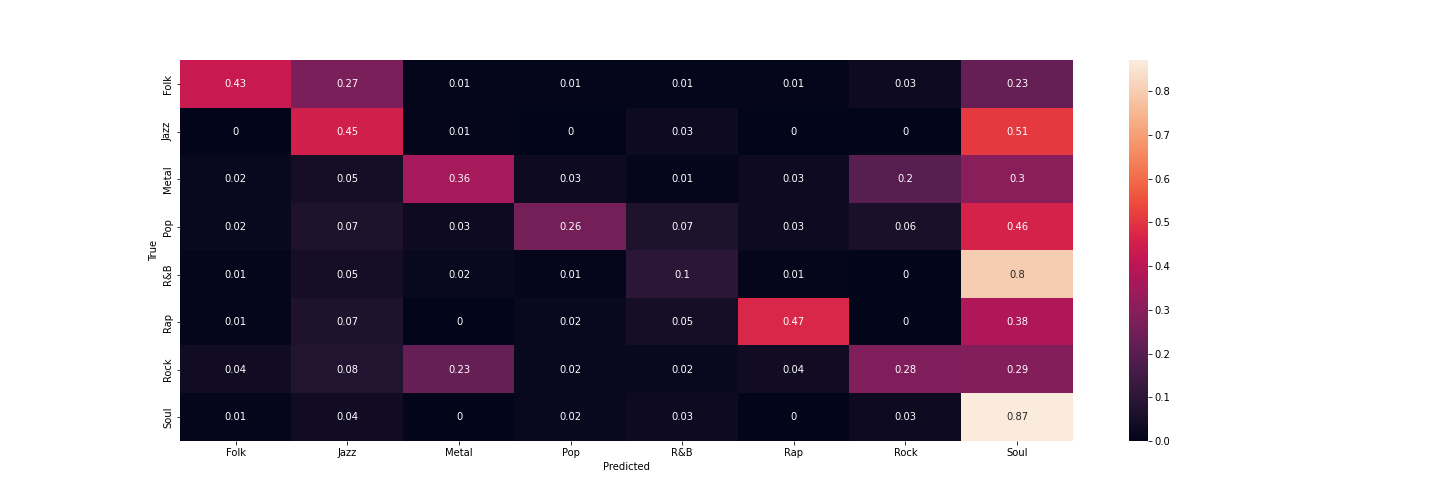 Folk 0.43 0.27 0.01 0.01 0.01 0.01 0.03 0.23
Jazz 0 0.45 0.01 0 0.03 0 0 0.51
Metal 0.02 0.05 0.36 0.03 0.01 0.03 0.2 0.3
Pop 0.02 0.07 0.03 0.26 0.07 0.03 0.06 0.46
True
R&B 0.01 0.05 0.02 0.01 0.1 0.01 0 0.8
Rap 0.01 0.07 0 0.02 0.05 0.47 0 0.38
Rock 0.04 0.08 0.23 0.02 0.02 0.04 0.28 0.29
Soul 0.01 0.04 0 0.02 0.03 0 0.03 0.87
Folk Jazz Metal Pop R&B Rap Rock Soul
Predicted
0.8
0.7
0.6
0.5
0.4
0.3
0.2
0.1
0.0